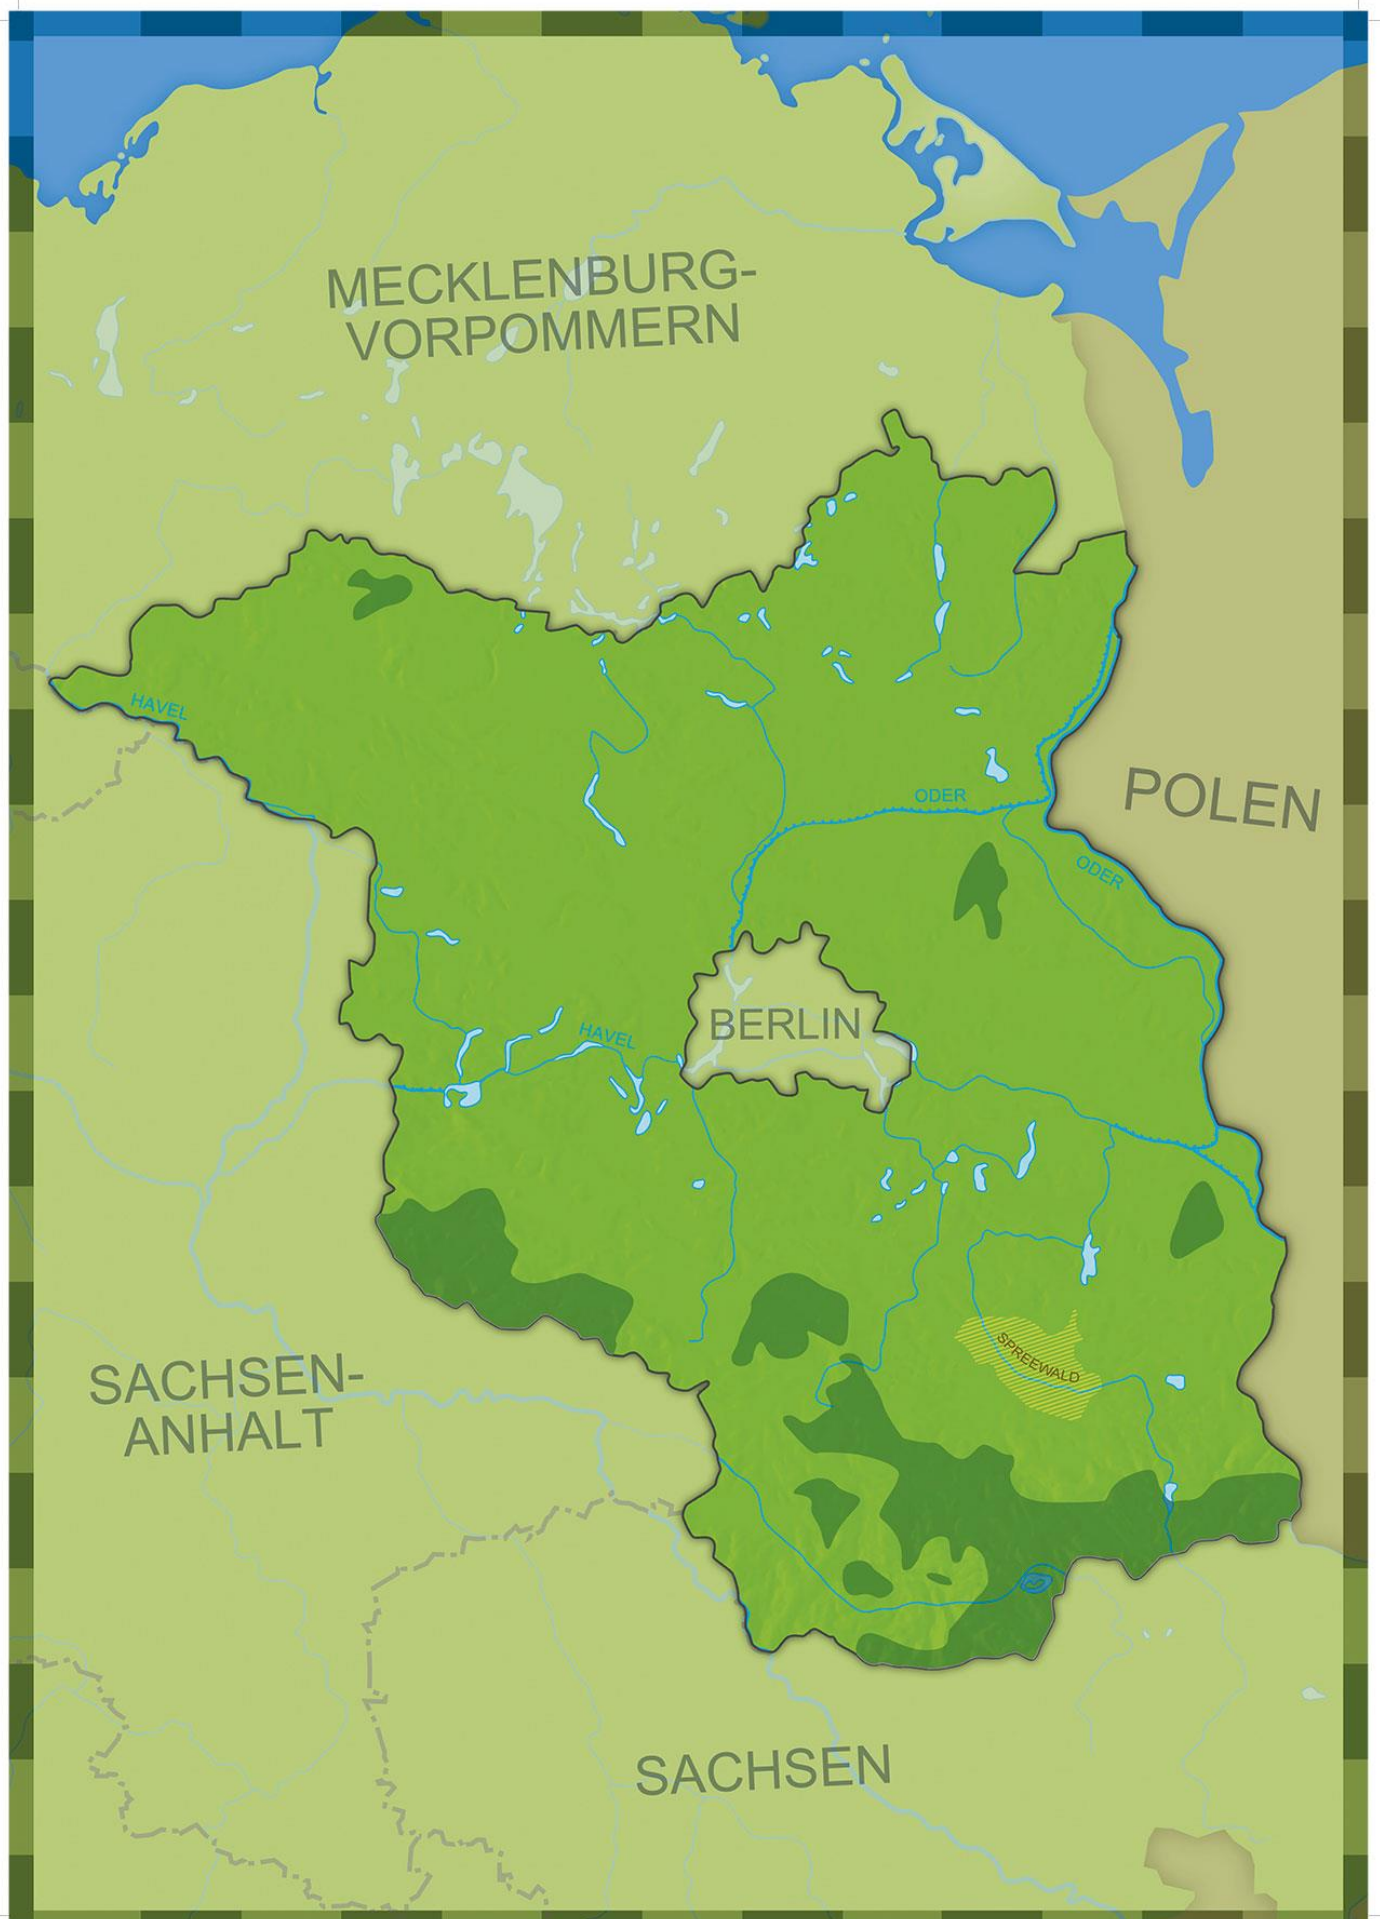 MECKLENBURG-
VORPOMMERN
HAVEL
POLEN
ODER
ODER
BERLIN
HAVEL
SPREEWALD
SACHSEN-
ANHALT
SACHSEN